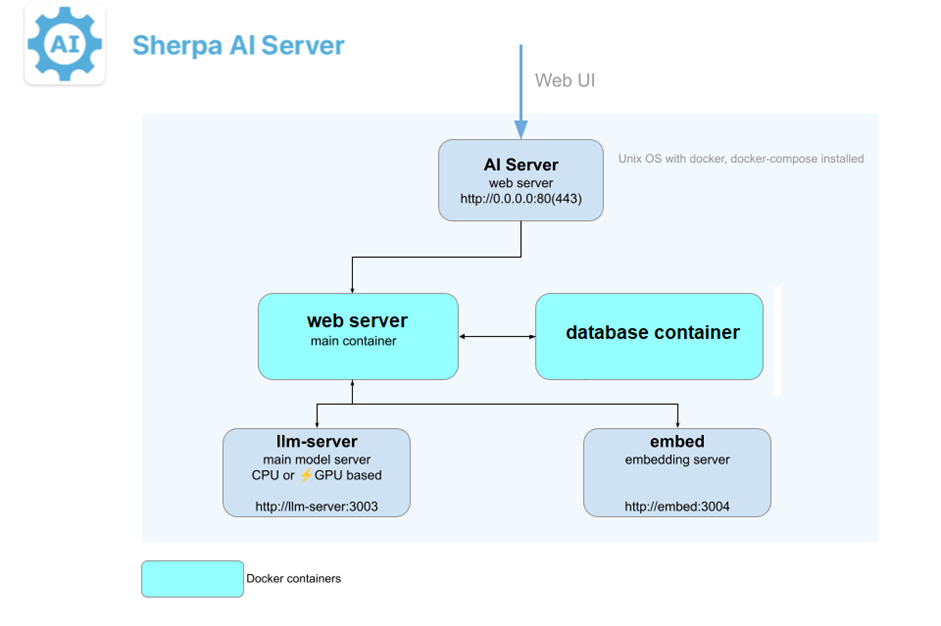 AI
Sherpa AI Server
Web UI
Unix OS with docker, docker-compose installed
AI Server
web server
http://0.0.0.0:80(443)
web server
main container
database container
llm-server
main model server
CPU or ⚡GPU based
http://llm-server:3003
embed
embedding server
http://embed:3004
Docker containers